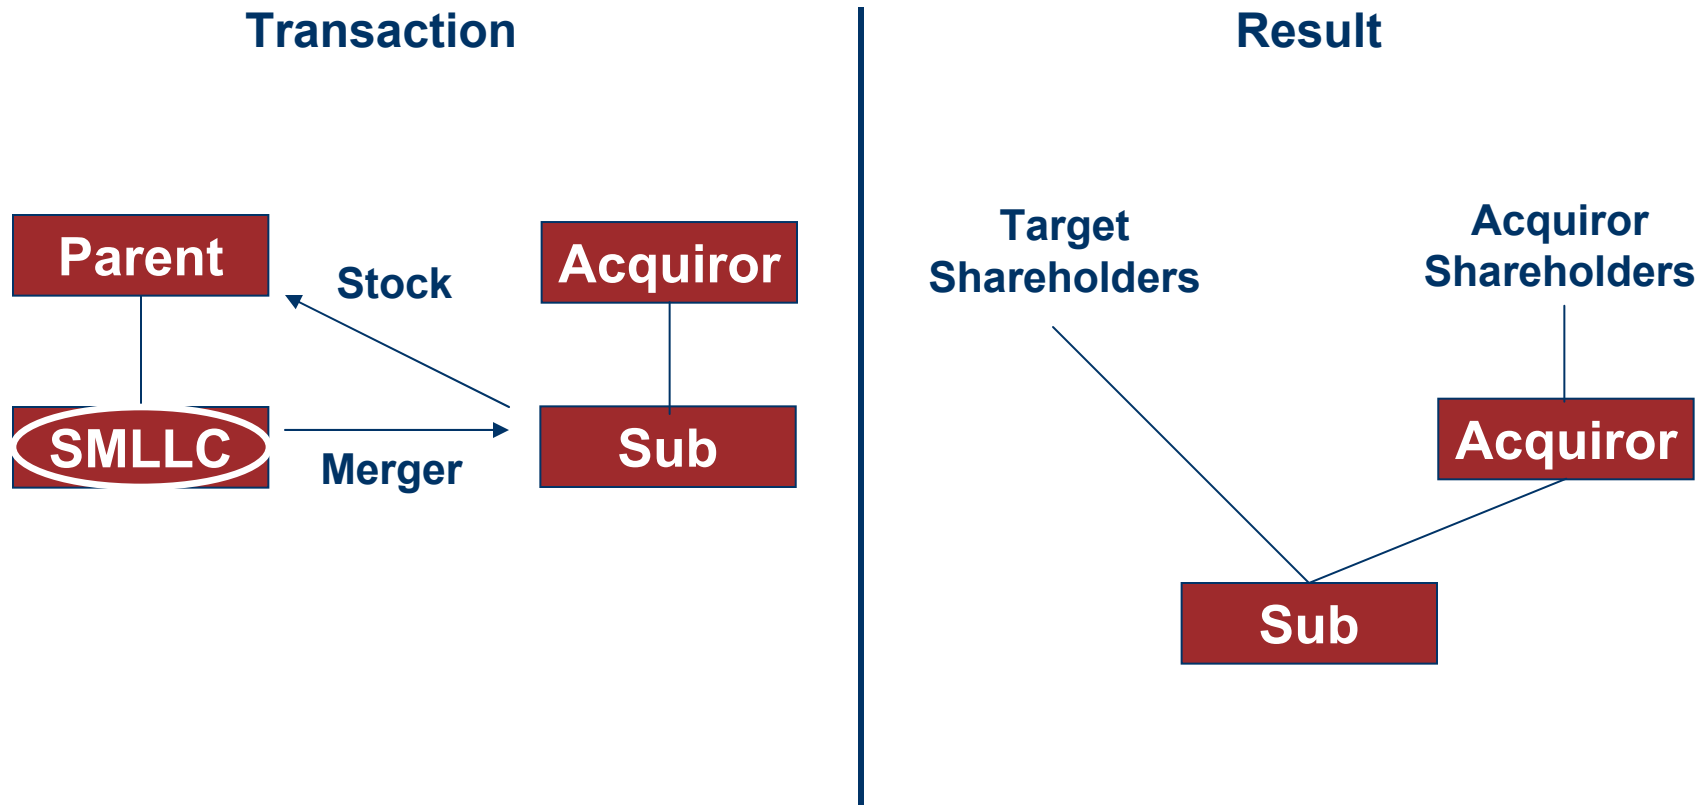 Transaction
Parent
Stock
Acquiror
SMLLC
Merger
Sub
Result
Target
Shareholders
Acquiror
Shareholders
Acquiror
Sub